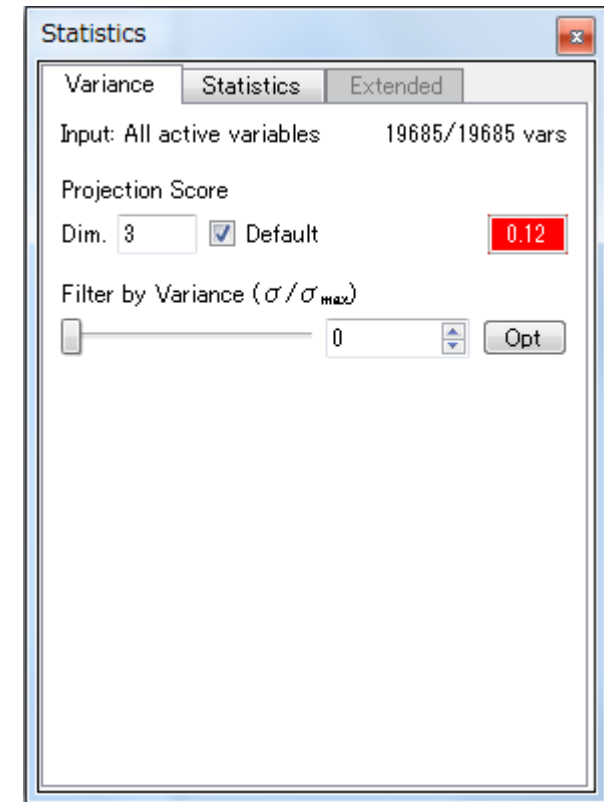 Statistics
Variance Statistics Extended
Input: All active variables 19685/19685 vars
Projection Score
Dim. 3 Default 0.12
Filter by Variance (σ/σmax)
0 Opt